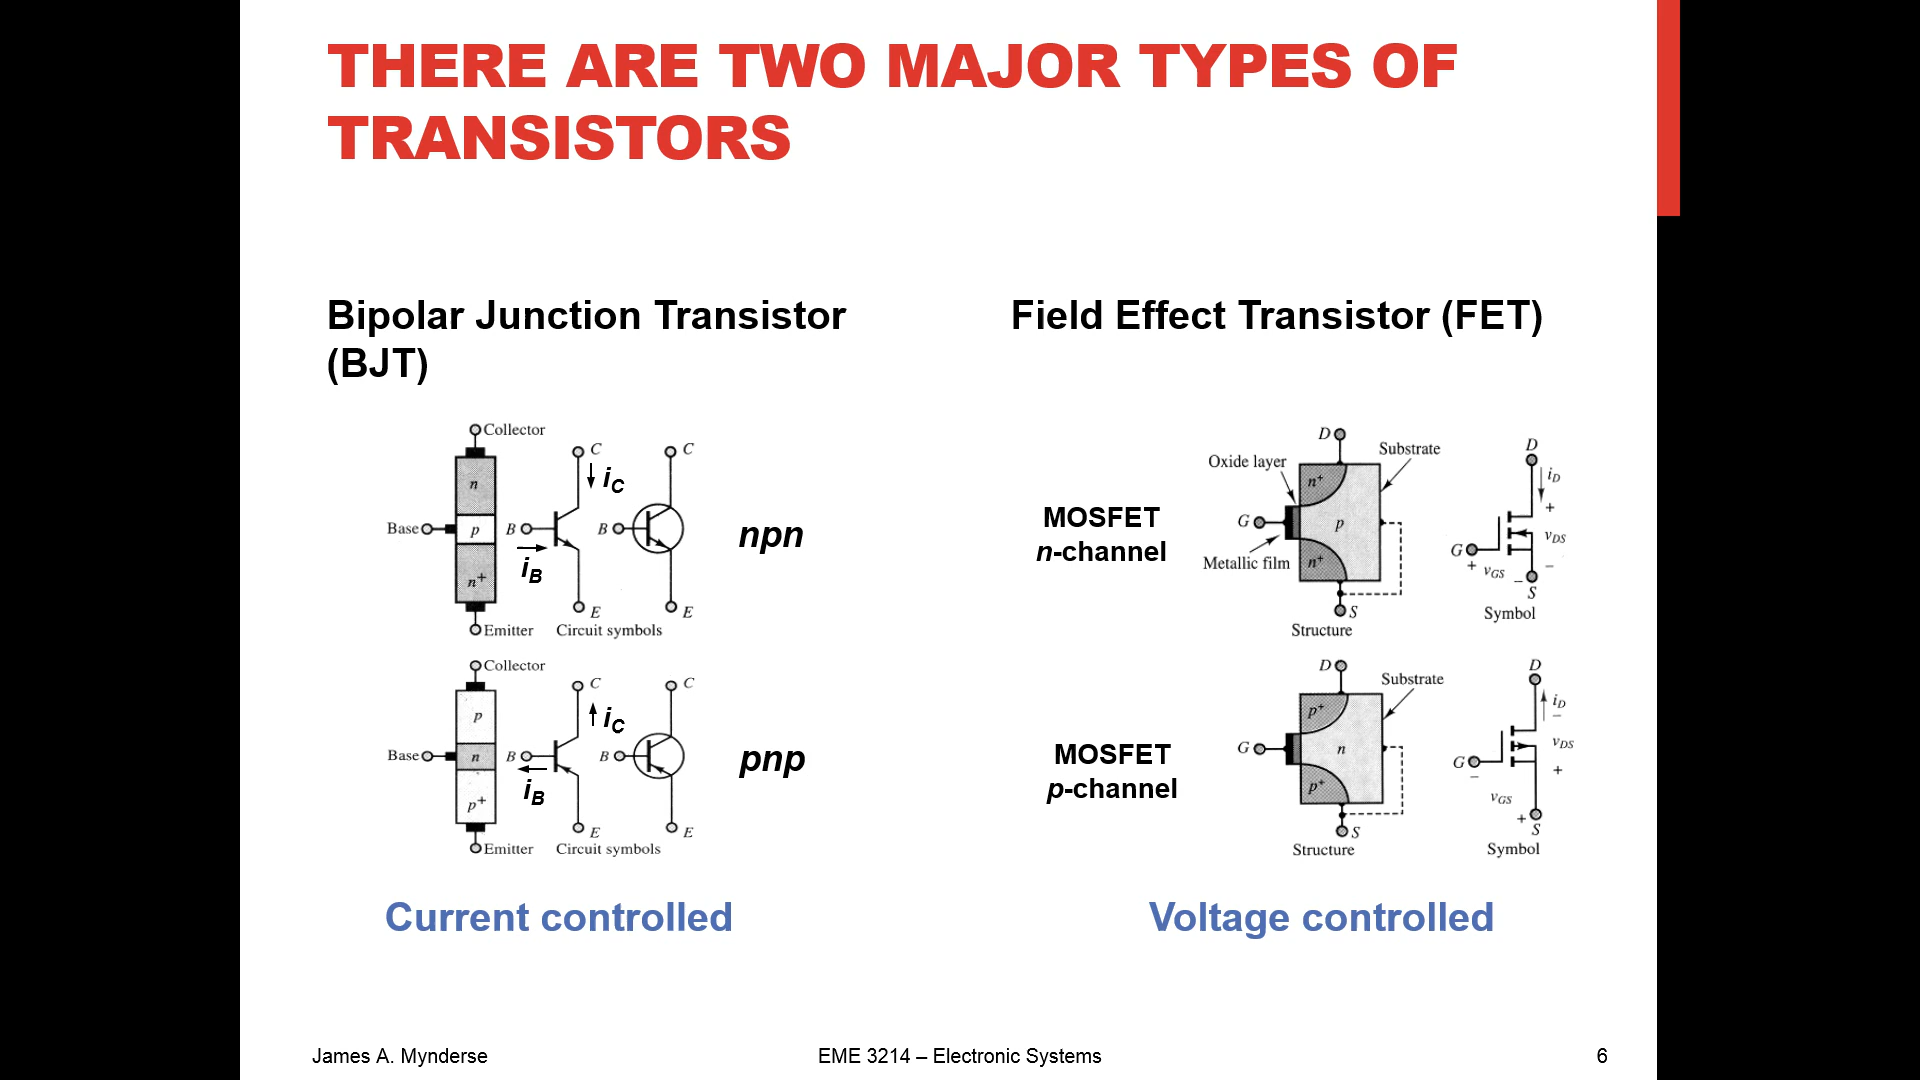 THERE ARE TWO MAJOR TYPES OF
TRANSISTORS
Bipolar Junction Transistor
(BJT)
Collector
n
Base
p
n+
Emitter
C
iC
B
iB
E
C
B
E
Circuit symbols
npn
Collector
p
Base
n
p+
Emitter
C
iC
B
iB
E
C
B
E
Circuit symbols
pnp
Current controlled
Field Effect Transistor (FET)
MOSFET
n-channel
D
Substrate
Oxide layer
n+
G
p
Metallic film
n+
S
Structure
D
iD
+
vDS
G
+ vGS −
−
S
Symbol
MOSFET
p-channel
D
Substrate
p+
G
n
p+
S
Structure
D
iD
−
vDS
G
−
+
vGS
+
S
Symbol
Voltage controlled
James A. Mynderse
EME 3214 – Electronic Systems
6